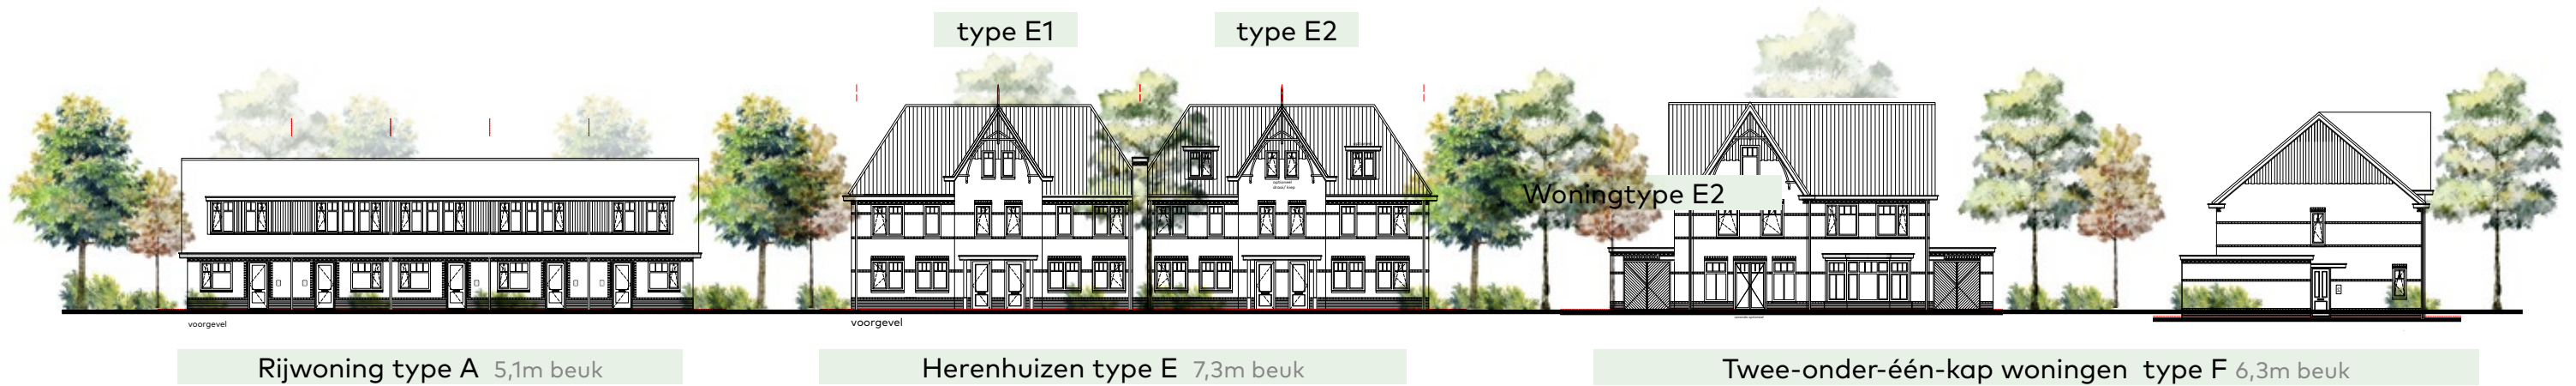 type E1
type E2
Woningtype E2
voorgevel
voorgevel
Rijwoning type A 5,1m beuk
Herenhuizen type E 7,3m beuk
Twee-onder-één-kap woningen type F 6,3m beuk